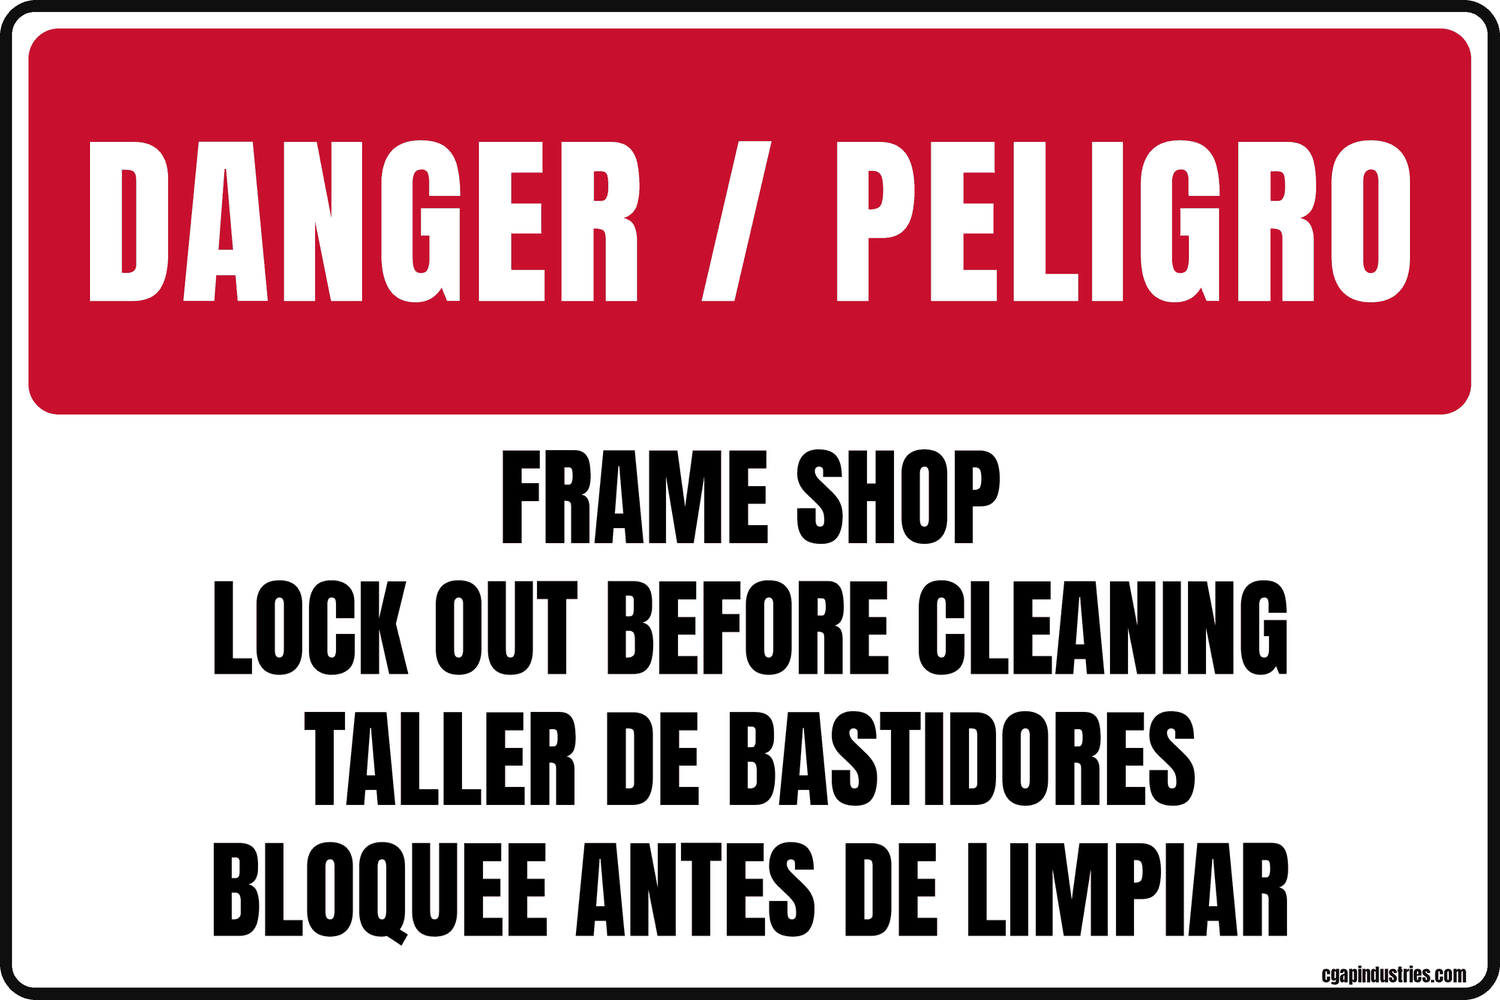 DANGER / PELIGRO
FRAME SHOP
LOCK OUT BEFORE CLEANING
TALLER DE BASTIDORES
BLOQUEE ANTES DE LIMPIAR
cgapindustries.com